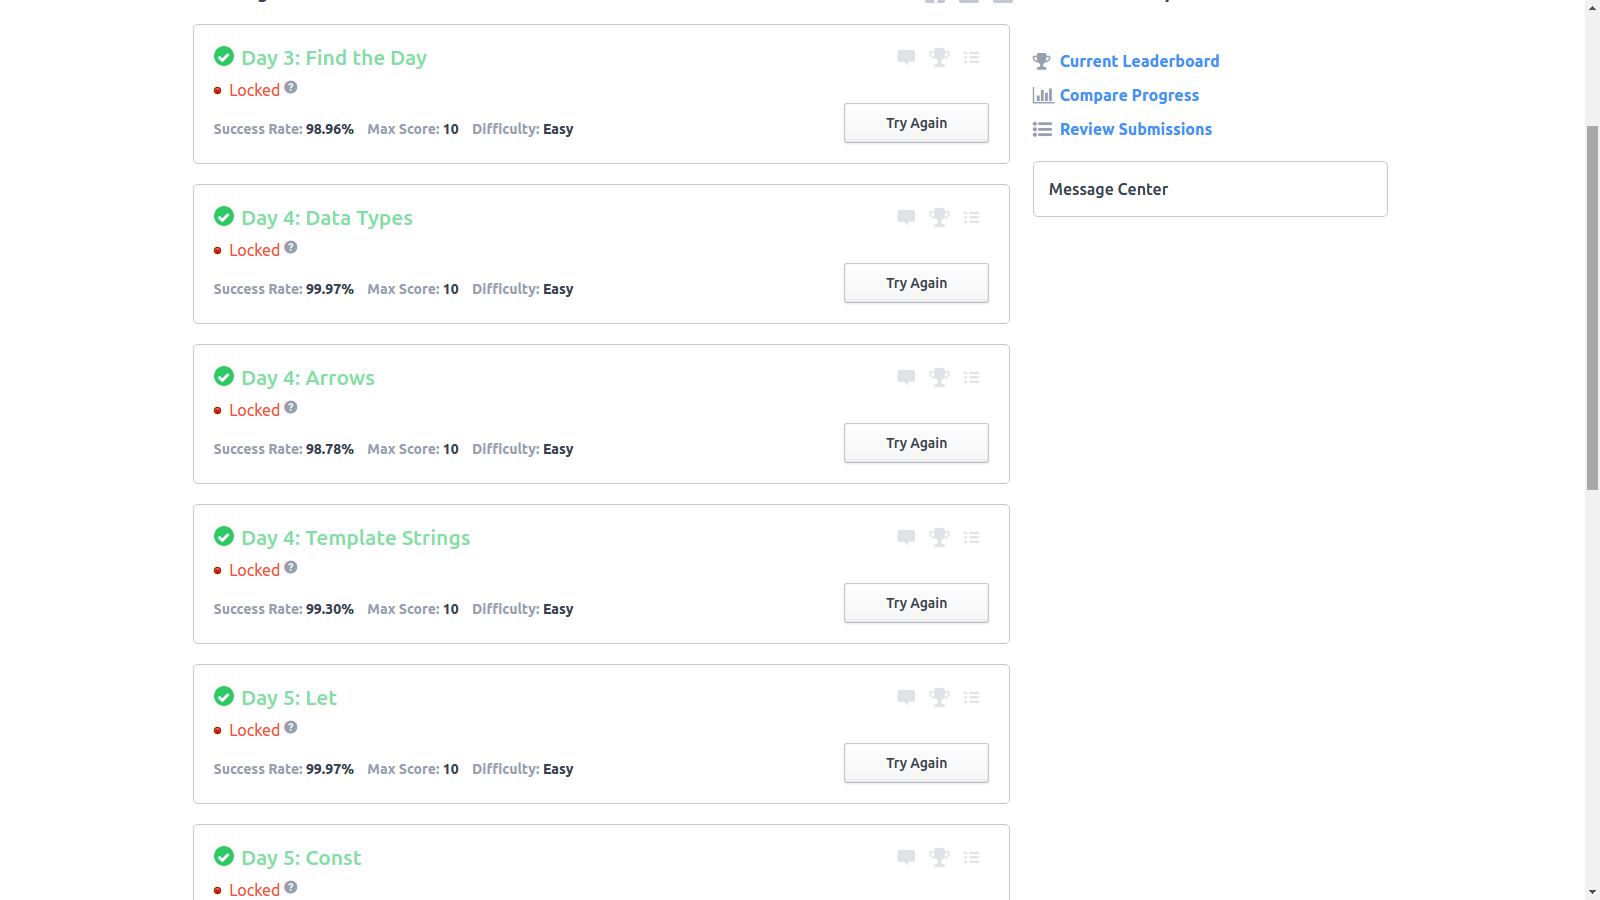 Day 3: Find the Day
Locked ?
Success Rate: 98.96% Max Score: 10 Difficulty: Easy
Try Again
Day 4: Data Types
Locked ?
Success Rate: 99.97% Max Score: 10 Difficulty: Easy
Try Again
Day 4: Arrows
Locked ?
Success Rate: 98.78% Max Score: 10 Difficulty: Easy
Try Again
Day 4: Template Strings
Locked ?
Success Rate: 99.30% Max Score: 10 Difficulty: Easy
Try Again
Day 5: Let
Locked ?
Success Rate: 99.97% Max Score: 10 Difficulty: Easy
Try Again
Day 5: Const
Locked ?
Current Leaderboard
Compare Progress
Review Submissions
Message Center